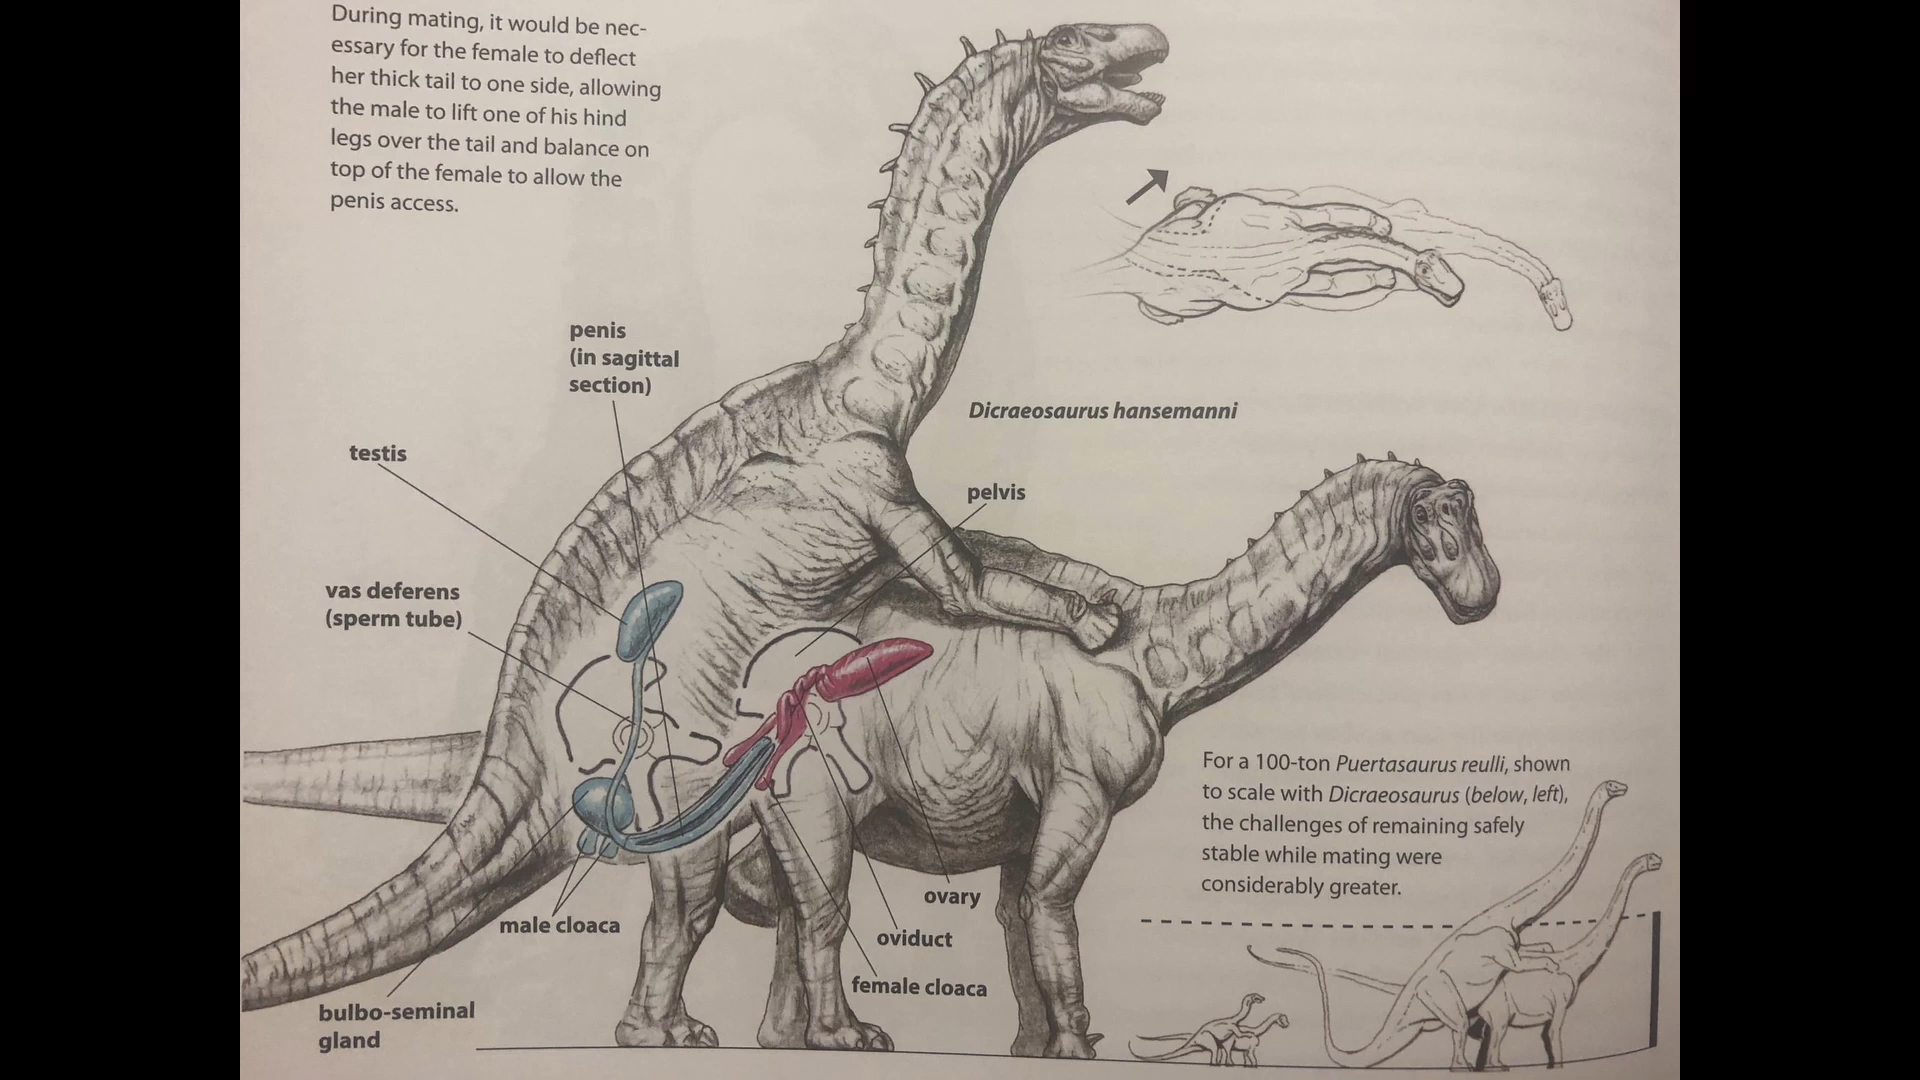 During mating, it would be nec-
essary for the female to deflect
her thick tail to one side, allowing
the male to lift one of his hind
legs over the tail and balance on
top of the female to allow the
penis access.
penis
(in sagittal
section)
Dicraeosaurus hansemanni
testis
pelvis
vas deferens
(sperm tube)
For a 100-ton Puertasaurus reulli, shown
to scale with Dicraeosaurus (below, left),
the challenges of remaining safely
stable while mating were
considerably greater.
ovary
male cloaca
oviduct
female cloaca
bulbo-seminal
gland